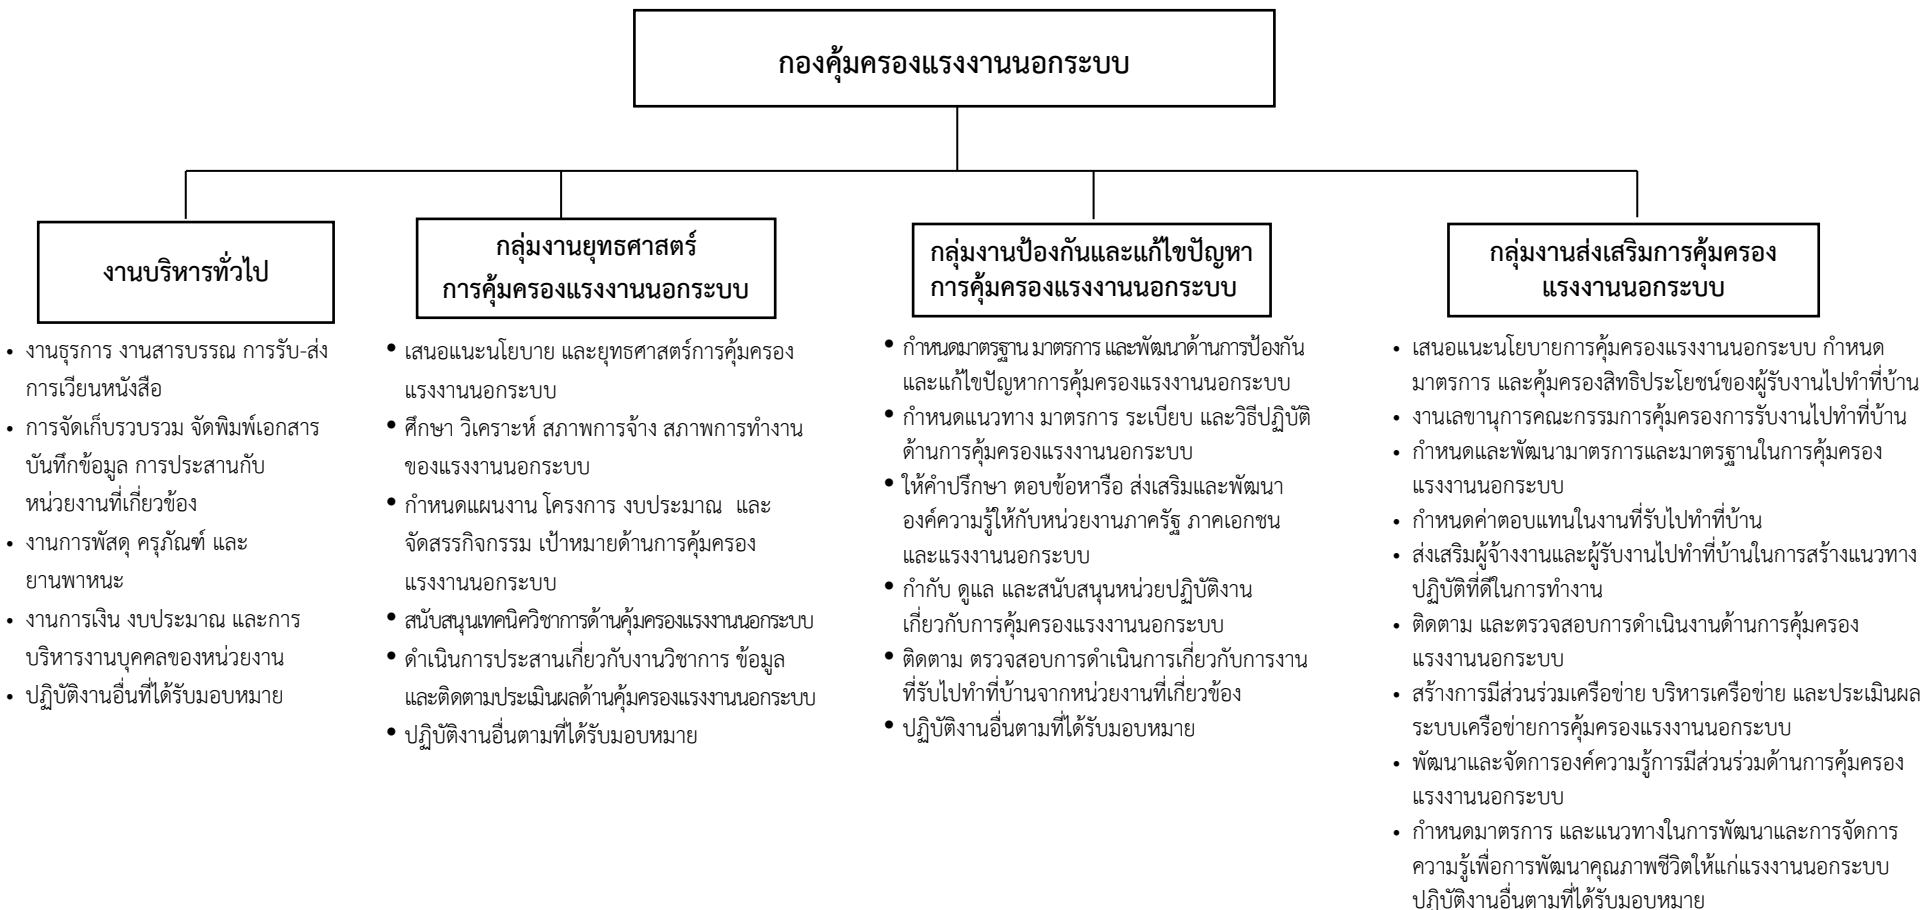 กองคุ้มครองแรงงานนอกระบบ
งานบริหารทั่วไป
• งานธุรการ งานสารบรรณ การรับ-ส่ง
การเวียนหนังสือ
• การจัดเก็บรวบรวม จัดพิมพ์เอกสาร
บันทึกข้อมูล การประสานกับ
หน่วยงานที่เกี่ยวข้อง
• งานการพัสดุ ครุภัณฑ์ และ
ยานพาหนะ
• งานการเงิน งบประมาณ และการ
บริหารงานบุคคลของหน่วยงาน
• ปฏิบัติงานอื่นที่ได้รับมอบหมาย
กลุ่มงานยุทธศาสตร์
การคุ้มครองแรงงานนอกระบบ
• เสนอแนะนโยบาย และยุทธศาสตร์การคุ้มครอง
แรงงานนอกระบบ
• ศึกษา วิเคราะห์ สภาพการจ้าง สภาพการทำงาน
ของแรงงานนอกระบบ
• กำหนดแผนงาน โครงการ งบประมาณ และ
จัดสรรกิจกรรม เป้าหมายด้านการคุ้มครอง
แรงงานนอกระบบ
• สนับสนุนเทคนิควิชาการด้านคุ้มครองแรงงานนอกระบบ
• ดำเนินการประสานเกี่ยวกับงานวิชาการ ข้อมูล
และติดตามประเมินผลด้านคุ้มครองแรงงานนอกระบบ
• ปฏิบัติงานอื่นตามที่ได้รับมอบหมาย
กลุ่มงานป้องกันและแก้ไขปัญหา
การคุ้มครองแรงงานนอกระบบ
• กำหนดมาตรฐาน มาตรการ และพัฒนาด้านการป้องกัน
และแก้ไขปัญหาการคุ้มครองแรงงานนอกระบบ
• กำหนดแนวทาง มาตรการ ระเบียบ และวิธีปฏิบัติ
ด้านการคุ้มครองแรงงานนอกระบบ
• ให้คำปรึกษา ตอบข้อหารือ ส่งเสริมและพัฒนา
องค์ความรู้ให้กับหน่วยงานภาครัฐ ภาคเอกชน
และแรงงานนอกระบบ
• กำกับ ดูแล และสนับสนุนหน่วยปฏิบัติงาน
เกี่ยวกับการคุ้มครองแรงงานนอกระบบ
• ติดตาม ตรวจสอบการดำเนินการเกี่ยวกับการงาน
ที่รับไปทำที่บ้านจากหน่วยงานที่เกี่ยวข้อง
• ปฏิบัติงานอื่นตามที่ได้รับมอบหมาย
กลุ่มงานส่งเสริมการคุ้มครอง
แรงงานนอกระบบ
• เสนอแนะนโยบายการคุ้มครองแรงงานนอกระบบ กำหนด
มาตรการ และคุ้มครองสิทธิประโยชน์ของผู้รับงานไปทำที่บ้าน
• งานเลขานุการคณะกรรมการคุ้มครองการรับงานไปทำที่บ้าน
• กำหนดและพัฒนามาตรการและมาตรฐานในการคุ้มครอง
แรงงานนอกระบบ
• กำหนดค่าตอบแทนในงานที่รับไปทำที่บ้าน
• ส่งเสริมผู้จ้างงานและผู้รับงานไปทำที่บ้านในการสร้างแนวทาง
ปฏิบัติที่ดีในการทำงาน
• ติดตาม และตรวจสอบการดำเนินงานด้านการคุ้มครอง
แรงงานนอกระบบ
• สร้างการมีส่วนร่วมเครือข่าย บริหารเครือข่าย และประเมินผล
ระบบเครือข่ายการคุ้มครองแรงงานนอกระบบ
• พัฒนาและจัดการองค์ความรู้การมีส่วนร่วมด้านการคุ้มครอง
แรงงานนอกระบบ
• กำหนดมาตรการ และแนวทางในการพัฒนาและการจัดการ
ความรู้เพื่อการพัฒนาคุณภาพชีวิตให้แก่แรงงานนอกระบบ
ปฏิบัติงานอื่นตามที่ได้รับมอบหมาย